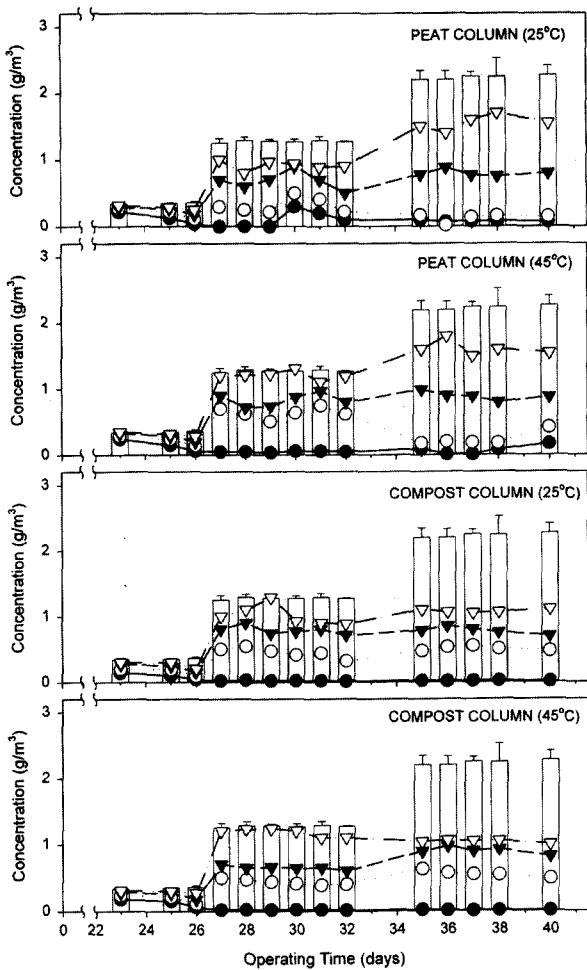 PEAT COLUMN (25°C)
Concentration (g/m³)
3
2
1
0
PEAT COLUMN (45°C)
Concentration (g/m³)
3
2
1
0
COMPOST COLUMN (25°C)
Concentration (g/m³)
3
2
1
0
COMPOST COLUMN (45°C)
Concentration (g/m³)
3
2
1
0
0 22 24 26 28 30 32 34 36 38 40
Operating Time (days)